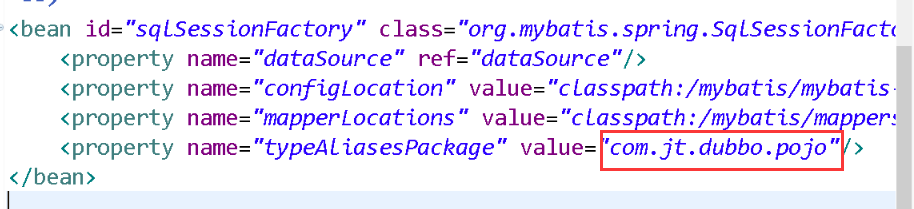 <bean id="sqlSessionFactory" class="org.mybatis.spring.SqlSessionFacto
<property name="dataSource" ref="dataSource"/>
<property name="configLocation" value="classpath:/mybatis/mybatis-
<property name="mapperLocations" value="classpath:/mybatis/mappers
<property name="typeAliasesPackage" value="com.jt.dubbo.pojo"/>
</bean>